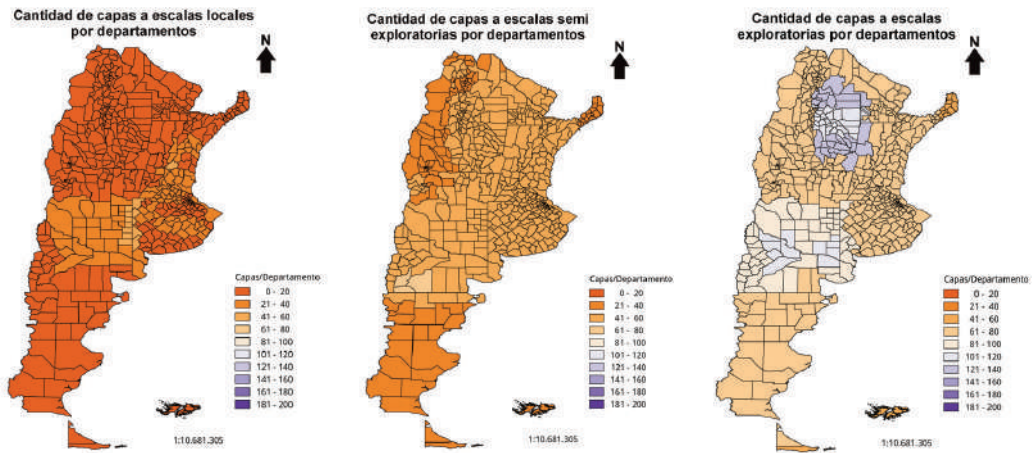 Cantidad de capas a escalas locales
por departamentos
N
Capas/Departamento
0 - 20
21 - 40
41 - 60
61 - 80
81 - 100
101 - 120
121 - 140
141 - 160
161 - 180
181 - 200
1:10.681.305
Cantidad de capas a escalas semi
exploratorias por departamentos
N
Capas/Departamento
0 - 20
21 - 40
41 - 60
61 - 80
81 - 100
101 - 120
121 - 140
141 - 160
161 - 180
181 - 200
1:10.681.305
Cantidad de capas a escalas
exploratorias por departamentos
N
Capas/Departamento
0 - 20
21 - 40
41 - 60
61 - 80
81 - 100
101 - 120
121 - 140
141 - 160
161 - 180
181 - 200
1:10.681.305